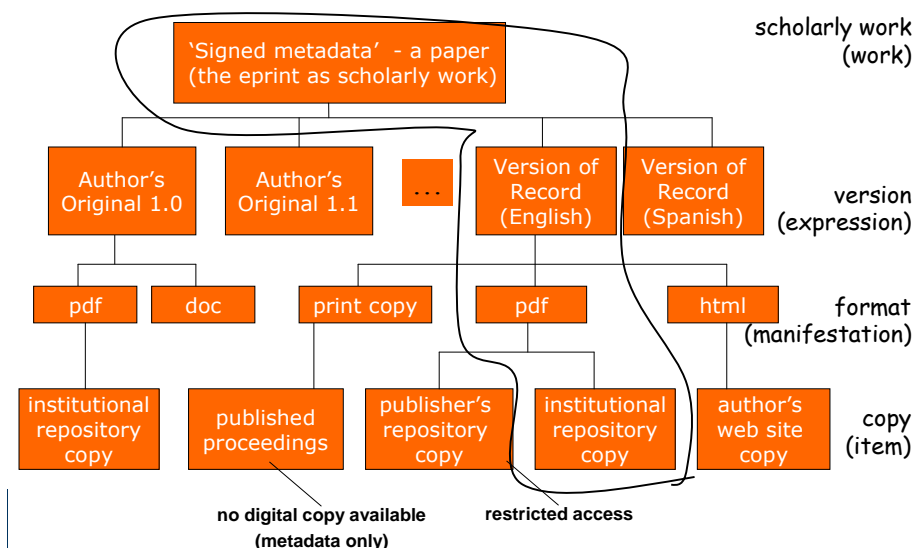 ‘Signed metadata’ - a paper
(the eprint as scholarly work)
scholarly work
(work)
Author’s
Original 1.0
Author’s
Original 1.1
...
Version of
Record
(English)
Version of
Record
(Spanish)
version
(expression)
pdf
doc
print copy
pdf
html
format
(manifestation)
institutional
repository
copy
published
proceedings
publisher’s
repository
copy
institutional
repository
copy
author’s
web site
copy
copy
(item)
no digital copy available
(metadata only)
restricted access